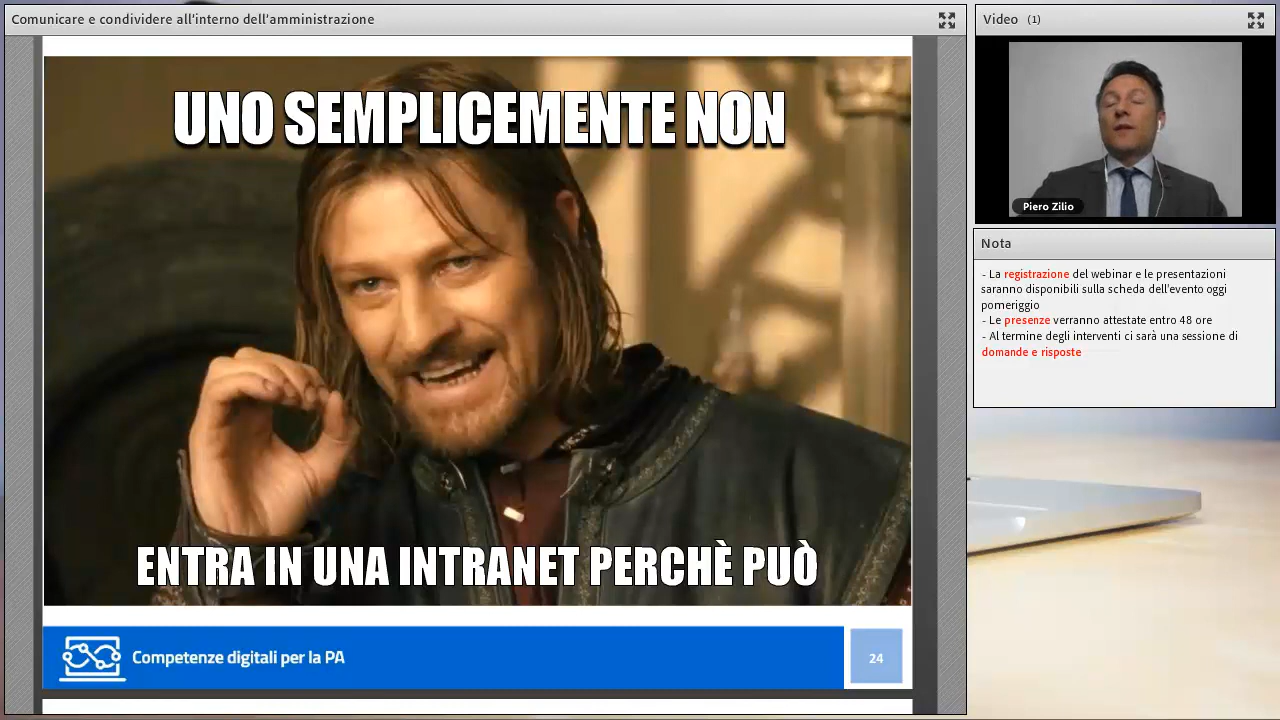 Comunicare e condividere all'interno dell'amministrazione
UNO SEMPLICEMENTE NON
ENTRA IN UNA INTRANET PERCHÈ PUÒ
Competenze digitali per la PA
24
Video (1)
Piero Zilio
Nota
- La registrazione del webinar e le presentazioni
saranno disponibili sulla scheda dell'evento oggi
pomeriggio
- Le presenze verranno attestate entro 48 ore
- Al termine degli interventi ci sarà una sessione di
domande e risposte